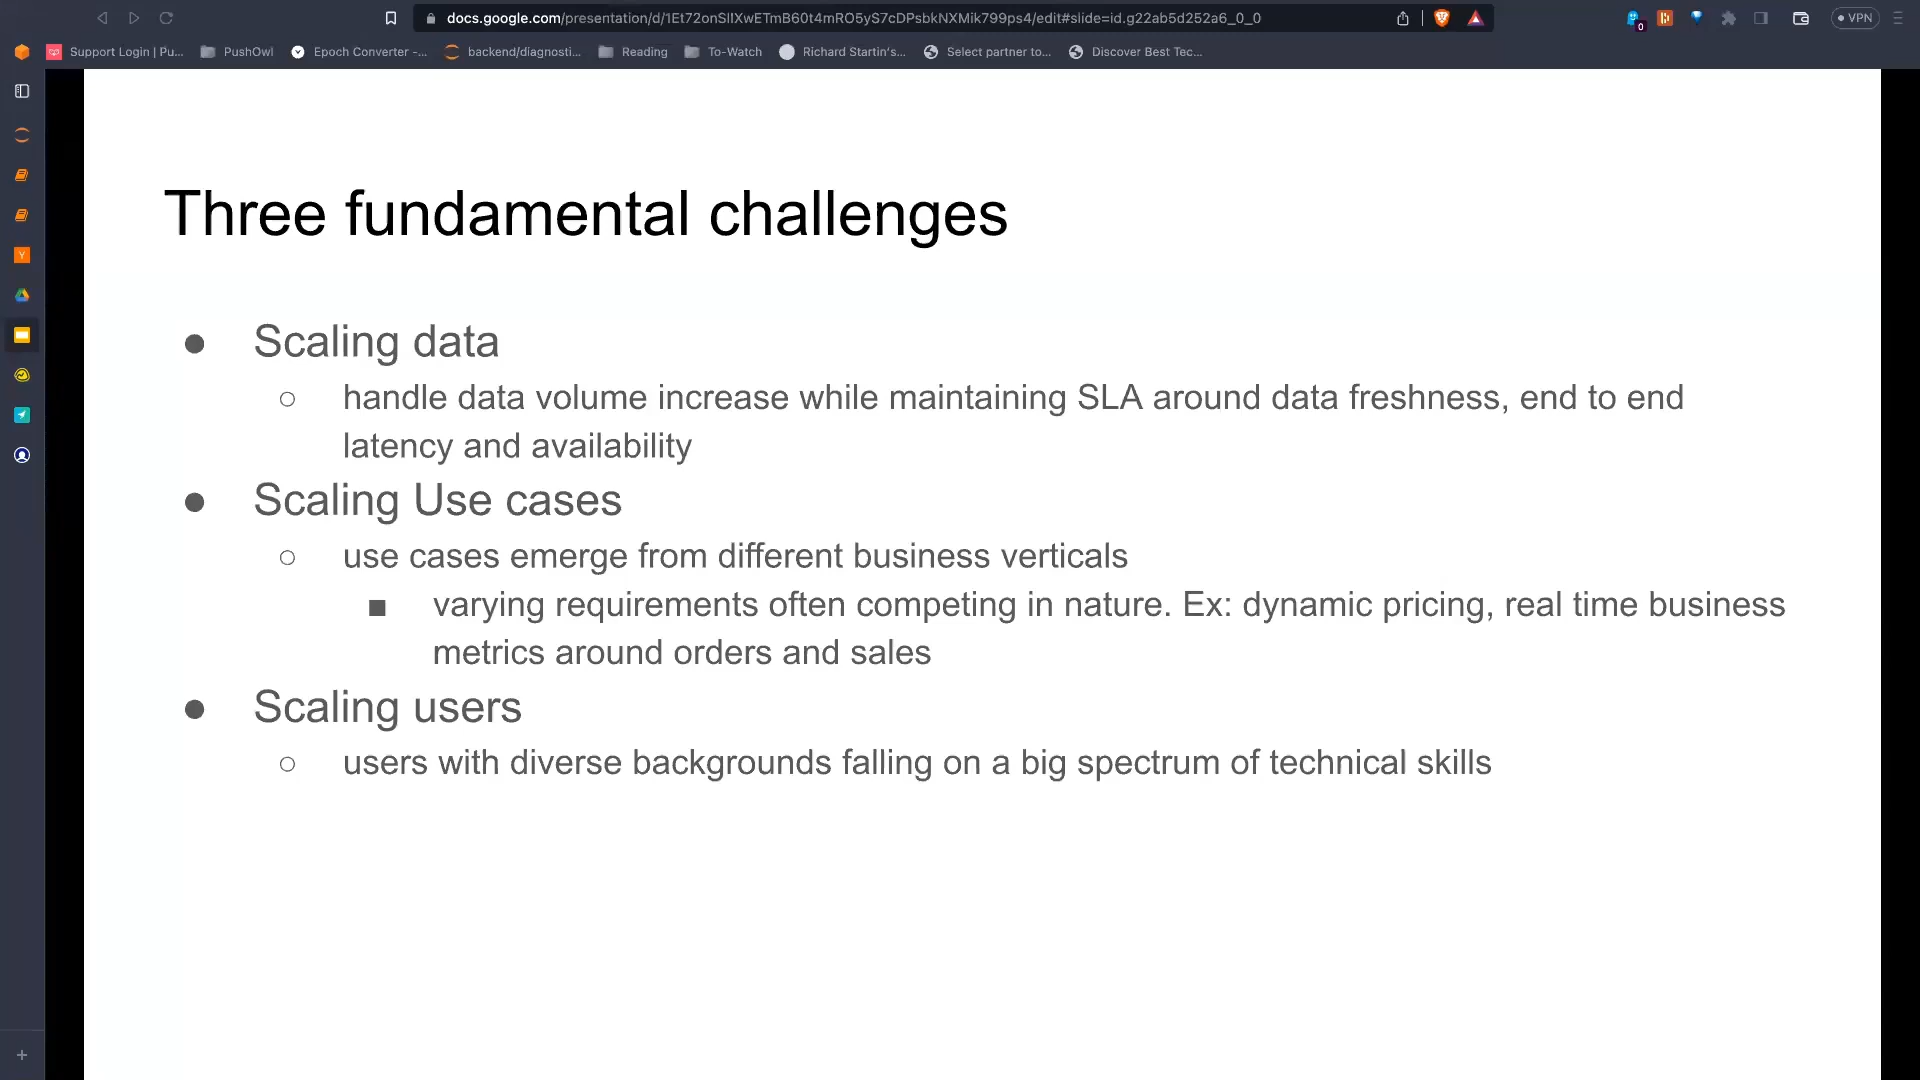 docs.google.com/presentation/d/1Et72onSlIXwETmB60t4mRO5yS7cDPsbkNXMik799ps4/edit#slide=id.g22ab5d252a6_0_0
0
VPN
Support Login | Pu...
PushOwl
Epoch Converter -...
backend/diagnosti...
Reading
To-Watch
Richard Startin's...
Select partner to...
Discover Best Tec...
Y
Three fundamental challenges
● Scaling data
○ handle data volume increase while maintaining SLA around data freshness, end to end
latency and availability
● Scaling Use cases
○ use cases emerge from different business verticals
■ varying requirements often competing in nature. Ex: dynamic pricing, real time business
metrics around orders and sales
● Scaling users
○ users with diverse backgrounds falling on a big spectrum of technical skills